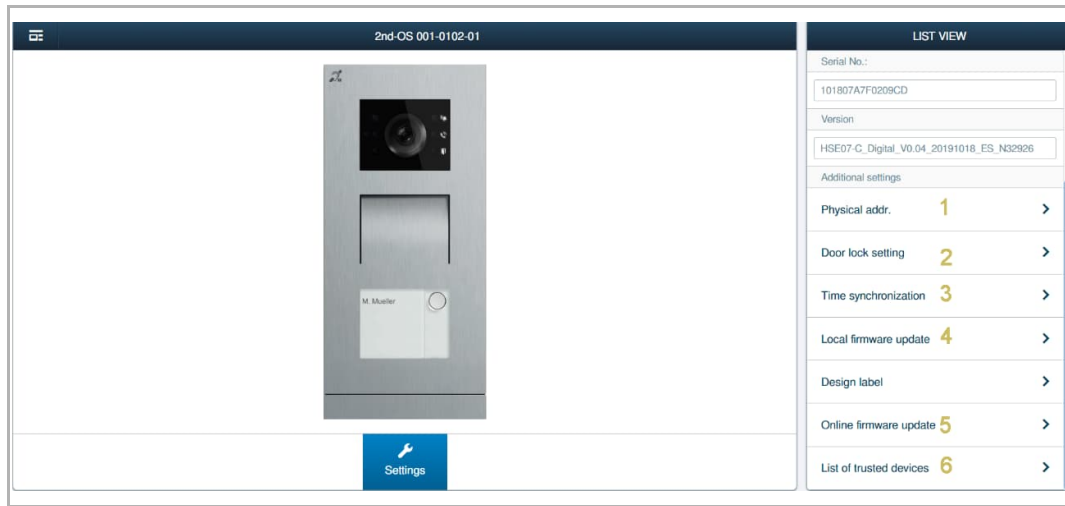 2nd-OS 001-0102-01
M. Mueller
Settings
LIST VIEW
Serial No.:
101807A7F0209CD
Version
HSE07-C_Digital_V0.04_20191018_ES_N32926
Additional settings
Physical addr. 1
Door lock setting 2
Time synchronization 3
Local firmware update 4
Design label
Online firmware update 5
List of trusted devices 6